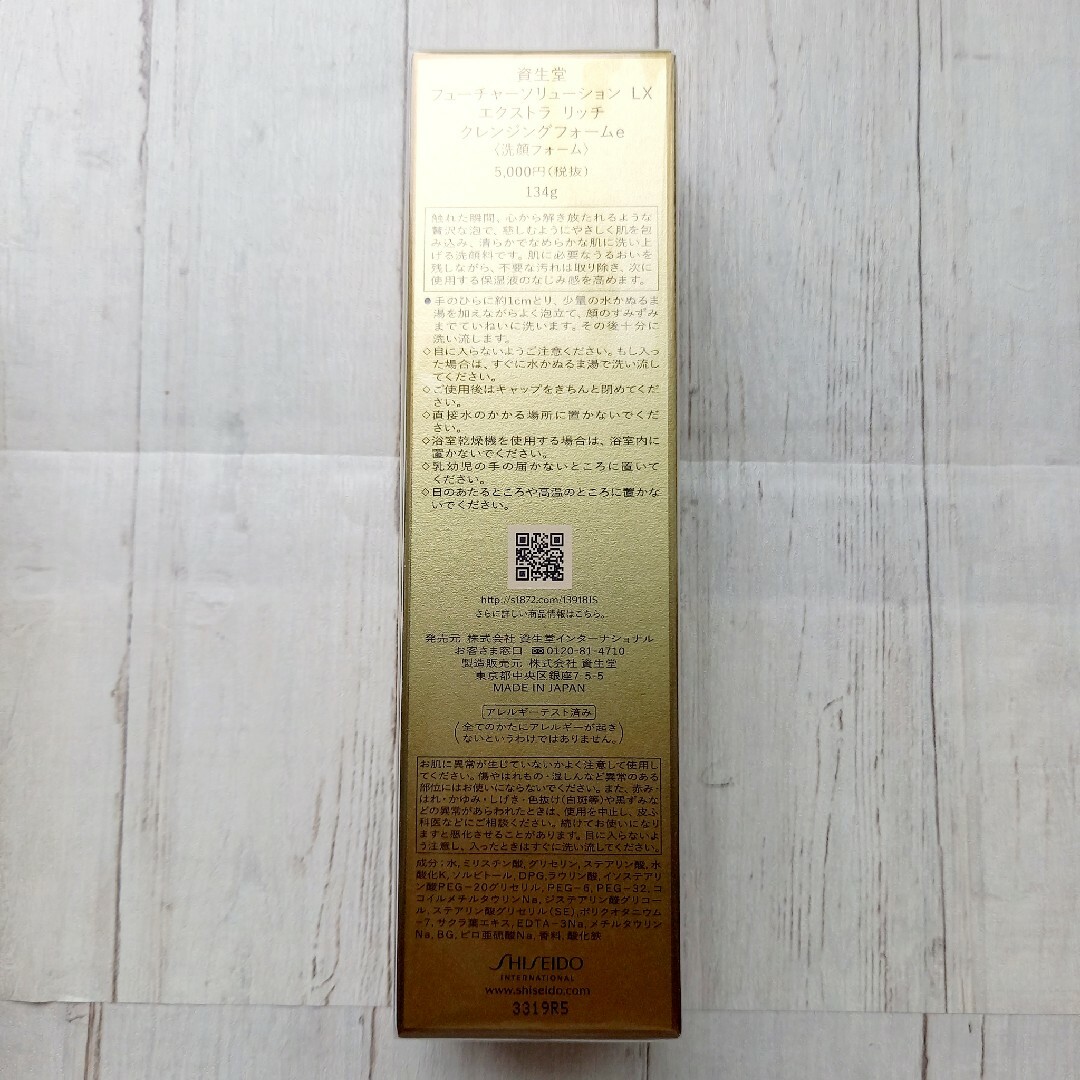 資生堂
フューチャーソリューション LX
エクストラ リッチ
クレンジングフォームe
〈洗顔フォーム〉
5,000円(税抜)
134g
触れた瞬間、心から解き放たれるような
贅沢な泡で、慈しむようにやさしく肌を包
み込み、清らかでなめらかな肌に洗い上
げる洗顔料です。肌に必要なうるおいを
残しながら、不要な汚れは取り除き、次に
使用する保湿液のなじみ感を高めます。
●手のひらに約1cmとり、少量の水かぬるま
湯を加えながらよく泡立て、顔のすみずみ
までていねいに洗います。その後十分に
洗い流します。
◇目に入らないようご注意ください。もし入っ
た場合は、すぐに水かぬるま湯で洗い流し
てください。
◇ご使用後はキャップをきちんと閉めてくだ
さい。
◇直接水のかかる場所に置かないでくだ
さい。
◇浴室乾燥機を使用する場合は、浴室内に
置かないでください。
◇乳幼児の手の届かないところに置いて
ください。
◇日のあたるところや高温のところに置かな
いでください。
http://s1872.com/13918JS
さらに詳しい商品情報はこちら。
発売元 株式会社 資生堂インターナショナル
お客さま窓口 0120-81-4710
製造販売元 株式会社 資生堂
東京都中央区銀座7-5-5
MADE IN JAPAN
アレルギーテスト済み
(全てのかたにアレルギーが起き
ないというわけではありません。)
お肌に異常が生じていないかよく注意して使用し
てください。傷やはれもの・湿しんなど異常のある
部位にはお使いにならないでください。また、赤み・
はれ・かゆみ・しげき・色抜け(白斑等)や黒ずみな
どの異常があらわれたときは、使用を中止し、皮ふ
科医などにご相談ください。続けてお使いになり
ますと悪化させることがあります。目に入らないよ
う注意し、入ったときはすぐに洗い流してください。
成分:水,ミリスチン酸,グリセリン,ステアリン酸,水
酸化K,ソルビトール,DPG,ラウリン酸,イソステアリ
ン酸PEG-20グリセリル,PEG-6,PEG-32,コ
コイルメチルタウリンNa,ジステアリン酸グリコー
ル,ステアリン酸グリセリル(SE),ポリクオタニウム
-7,サクラ葉エキス,EDTA-3Na,メチルタウリン
Na,BG,ピロ亜硫酸Na,香料,酸化鉄
SHISEIDO
INTERNATIONAL
www.shiseido.com
3319R5